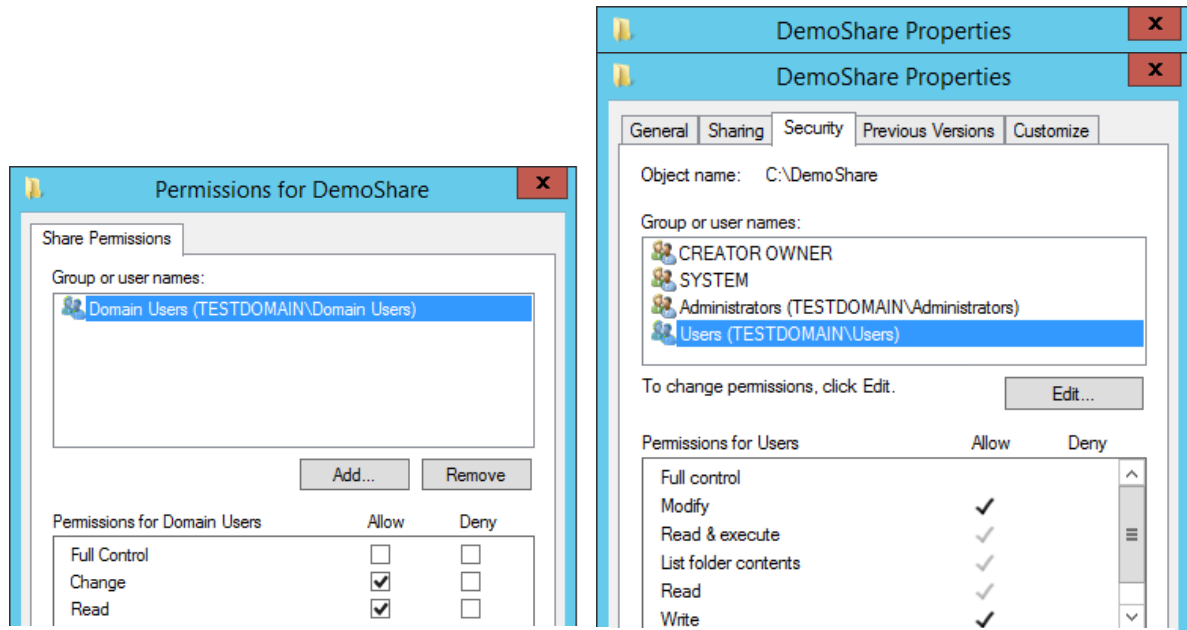 Permissions for DemoShare
x
Share Permissions
Group or user names:
Domain Users (TESTDOMAIN\Domain Users)
Add...
Remove
Permissions for Domain Users Allow Deny
Full Control
Change
Read
DemoShare Properties
x
DemoShare Properties
x
General Sharing Security Previous Versions Customize
Object name: C:\DemoShare
Group or user names:
CREATOR OWNER
SYSTEM
Administrators (TESTDOMAIN\Administrators)
Users (TESTDOMAIN\Users)
To change permissions, click Edit.
Edit...
Permissions for Users Allow Deny
Full control
Modify
Read & execute
List folder contents
Read
Write